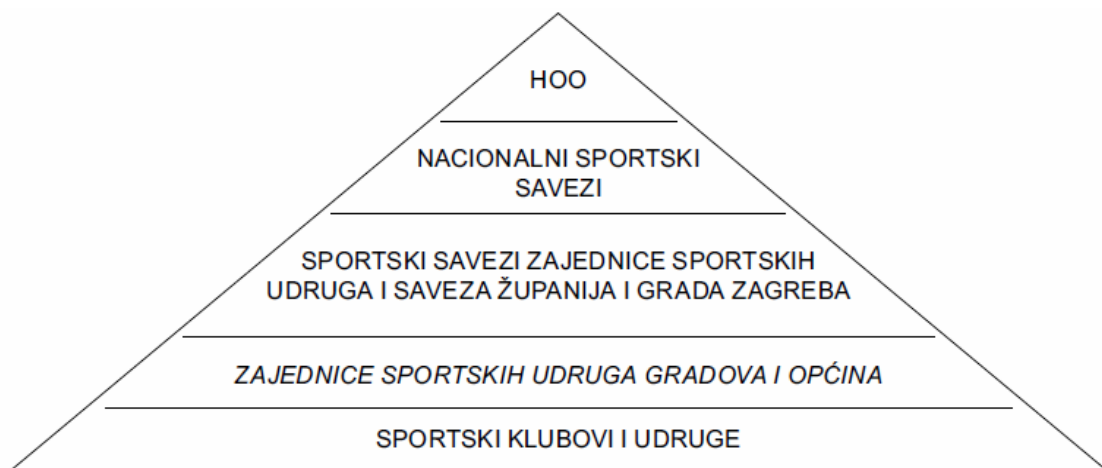 HOO
NACIONALNI SPORTSKI
SAVEZI
SPORTSKI SAVEZI ZAJEDNICE SPORTSKIH
UDRUGA I SAVEZA ŽUPANIJA I GRADA ZAGREBA
ZAJEDNICE SPORTSKIH UDRUGA GRADOVA I OPĆINA
SPORTSKI KLUBOVI I UDRUGE